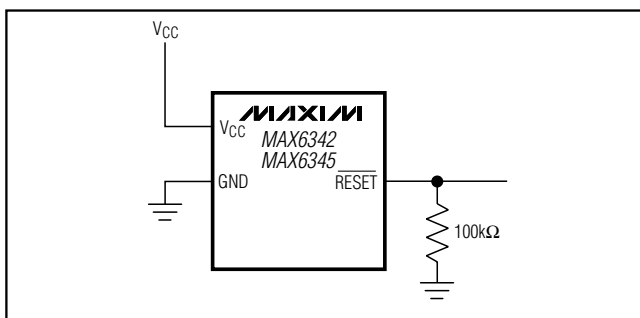 VCC
MAXIM
VCC
MAX6342
MAX6345
GND
RESET
100kΩ